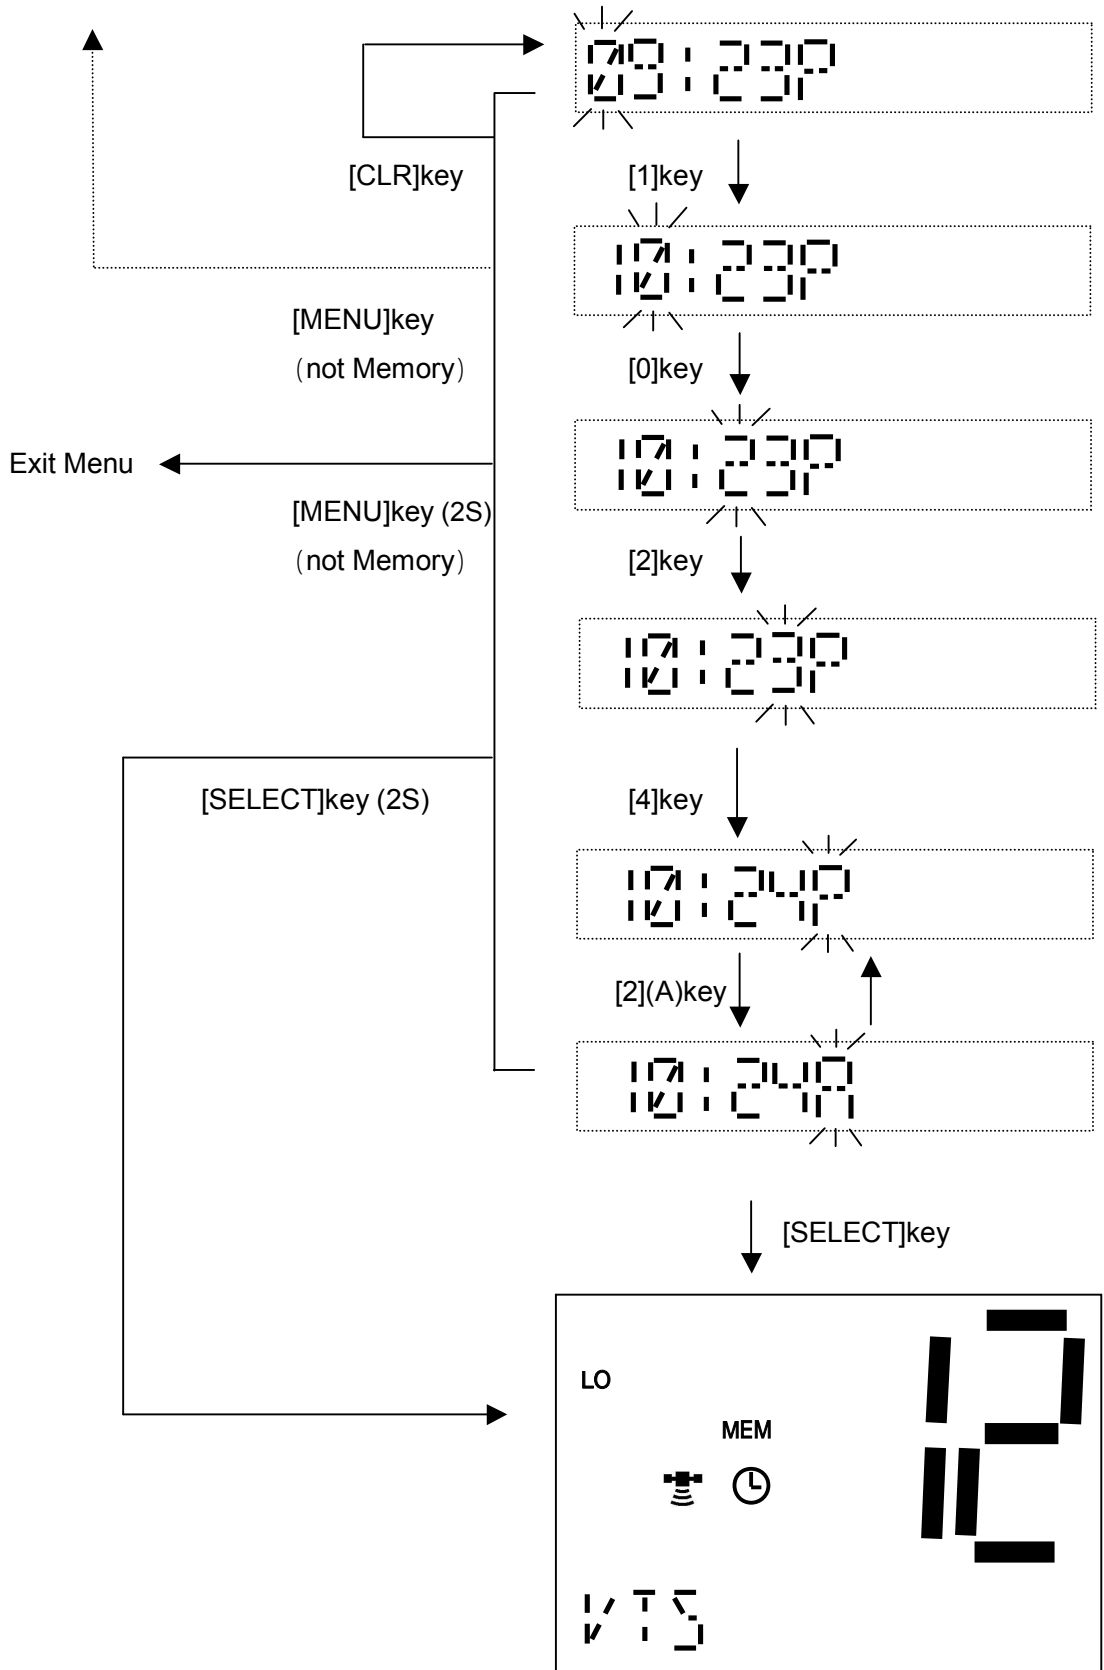 09:23P
[CLR]key
[1]key
10:23P
[MENU]key
(not Memory)
[0]key
10:23P
Exit Menu
[MENU]key (2S)
(not Memory)
[2]key
10:23P
[SELECT]key (2S)
[4]key
10:24P
[2](A)key
10:24A
[SELECT]key
12
LO
MEM
VTS